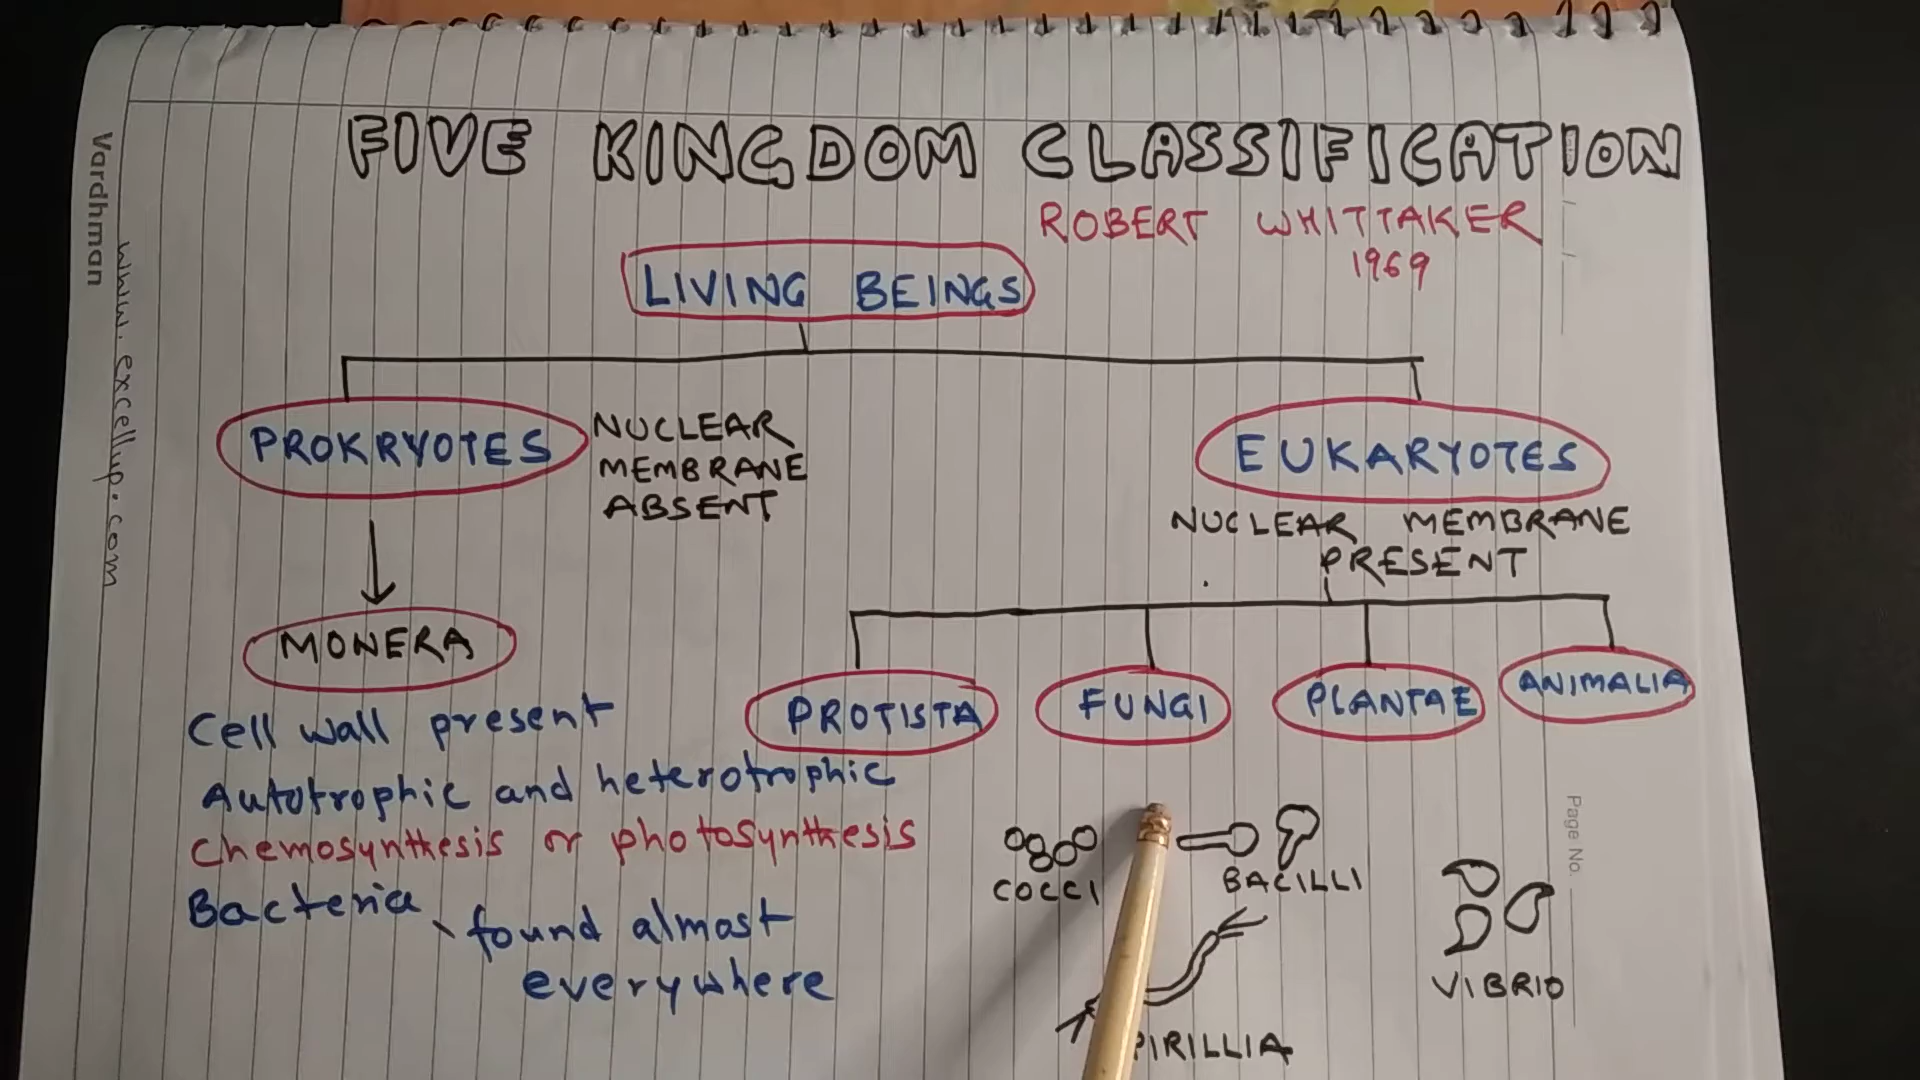 FIVE KINGDOM CLASSIFICATION
ROBERT WHITTAKER
1969
LIVING BEINGS
PROKRYOTES
NUCLEAR
MEMBRANE
ABSENT
EUKARYOTES
NUCLEAR MEMBRANE
PRESENT
MONERA
PROTISTA
FUNGI
PLANTAE
ANIMALIA
Cell wall present
Autotrophic and heterotrophic
Chemosynthesis or photosynthesis
Bacteria
found almost
everywhere
COCCI
BACILLI
VIBRIO
PIRILLIA
Vardhman
www.excellup.com
Page No.